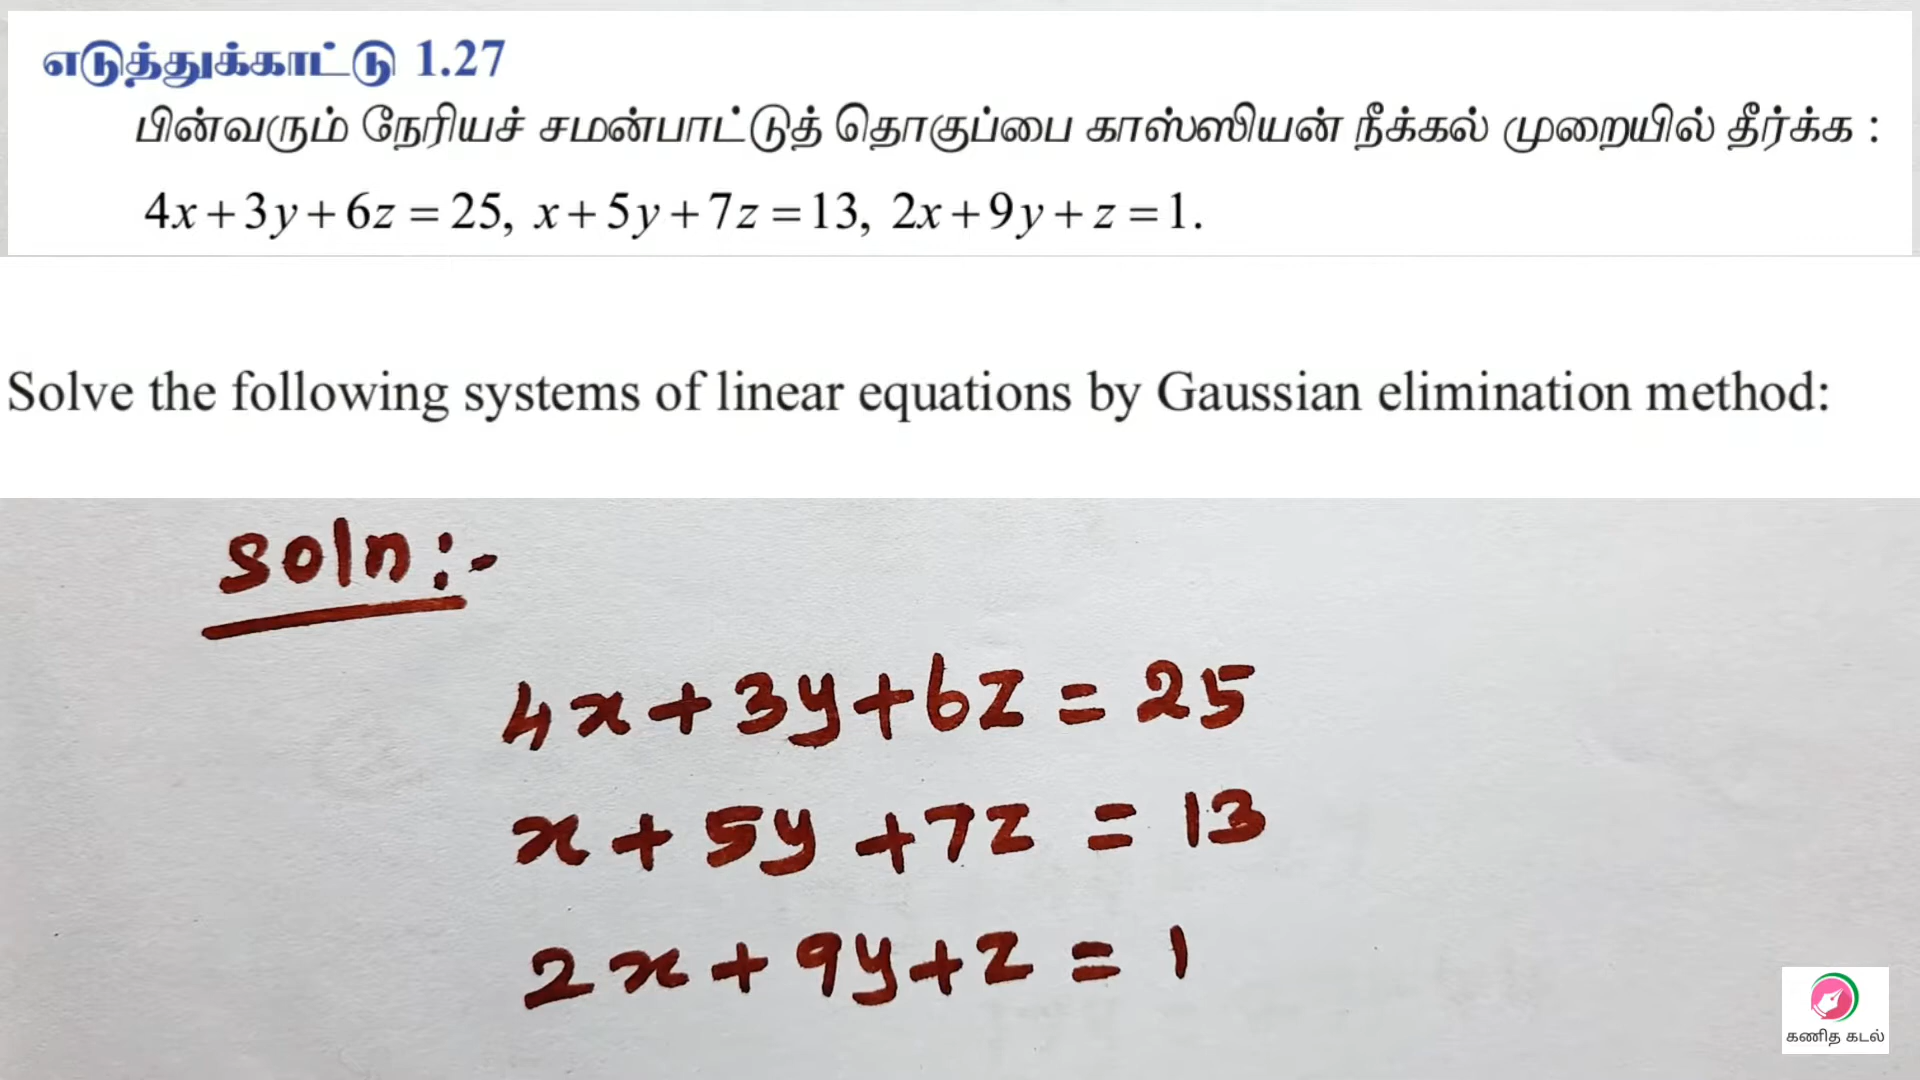 எடுத்துக்காட்டு 1.27
பின்வரும் நேரியச் சமன்பாட்டுத் தொகுப்பை காஸ்ஸியன் நீக்கல் முறையில் தீர்க்க :
4x+3y+6z = 25, x+5y+7z = 13, 2x+9y+z = 1.
Solve the following systems of linear equations by Gaussian elimination method:
Soln:-
4x+3y+6z = 25
x+5y+7z = 13
2x+9y+z = 1
கணித கடல்